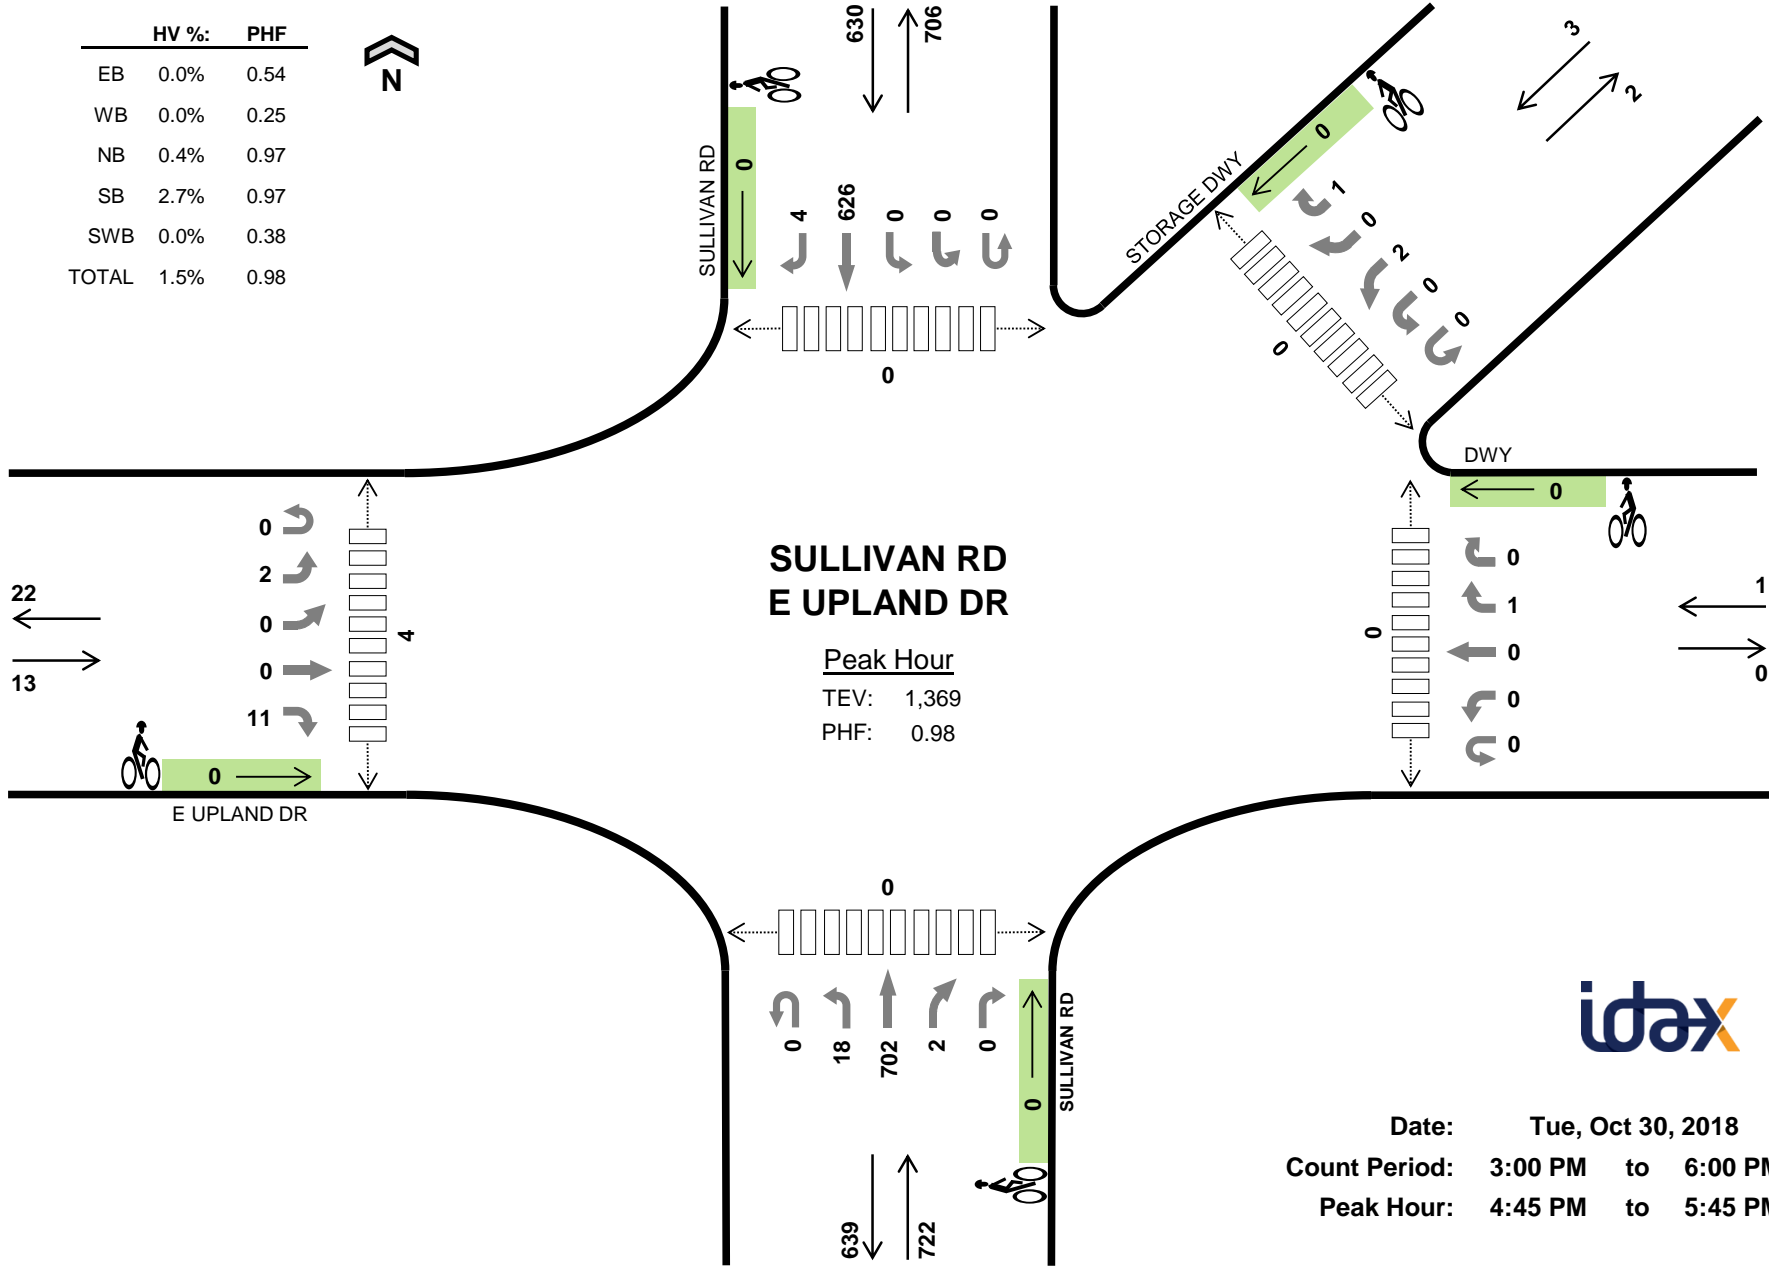 HV %: PHF
EB 0.0% 0.54
WB 0.0% 0.25
NB 0.4% 0.97
SB 2.7% 0.97
SWB 0.0% 0.38
TOTAL 1.5% 0.98
N
630
706
SULLIVAN RD
0
4
626
0
0
0
0
3
2
STORAGE DWY
0
1
0
2
0
0
0
DWY
0
0
1
0
0
0
0
1
0
22
13
0
2
0
0
11
4
0
E UPLAND DR
SULLIVAN RD
E UPLAND DR
Peak Hour
TEV: 1,369
PHF: 0.98
0
0
18
702
2
0
0
SULLIVAN RD
639
722
idax
Date: Tue, Oct 30, 2018
Count Period: 3:00 PM to 6:00 PM
Peak Hour: 4:45 PM to 5:45 PM